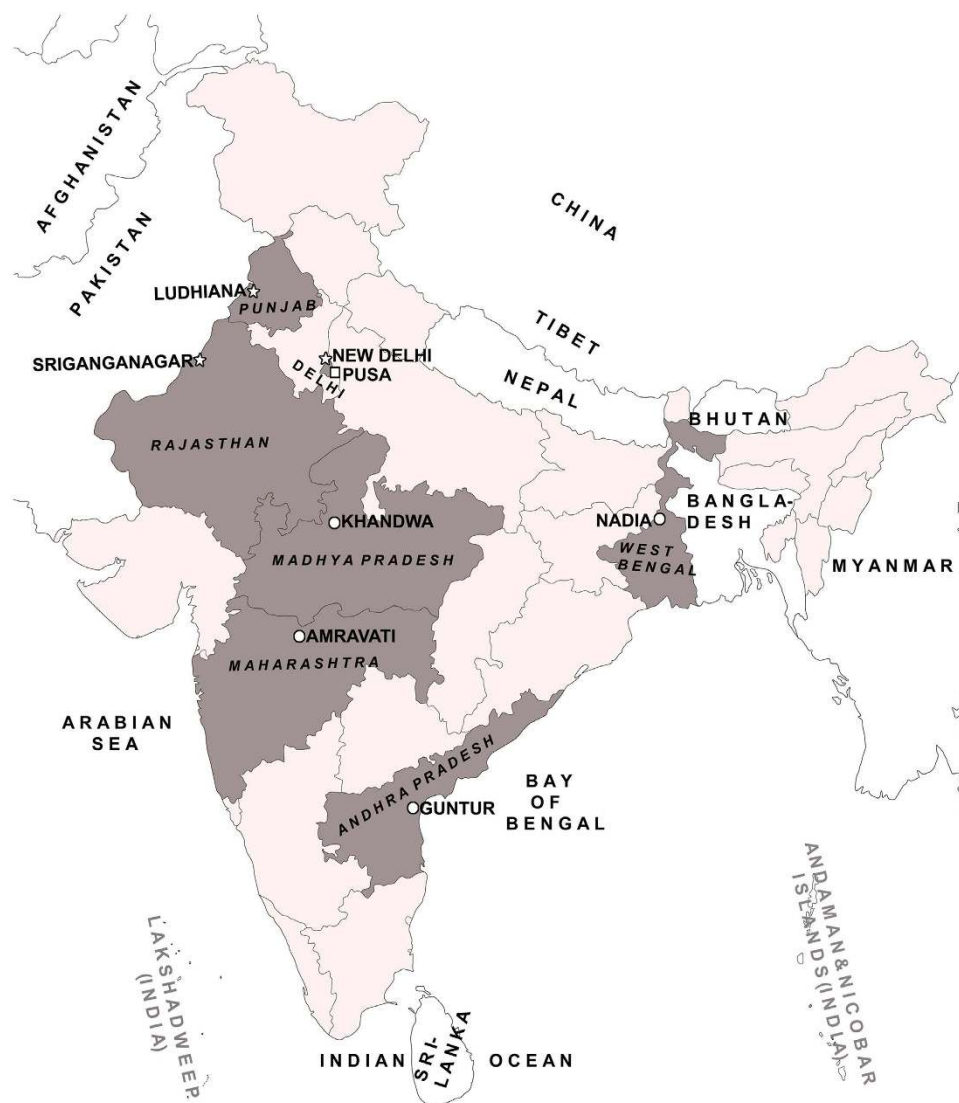 AFGHANISTAN
PAKISTAN
CHINA
TIBET
NEPAL
BHUTAN
LUDHIANA
PUNJAB
SRIGANGANAGAR
NEW DELHI
PUSA
DELHI
RAJASTHAN
KHANDWA
MADHYA PRADESH
NADIA
WEST
BENGAL
BANGLA-
DESH
MYANMAR
AMRAVATI
MAHARASHTRA
ARABIAN
SEA
ANDHRA PRADESH
GUNTUR
BAY
OF
BENGAL
LAKSHADWEEP
(INDIA)
ANDAMAN & NICOBAR
ISLANDS (INDIA)
INDIAN
SRI-
LANKA
OCEAN